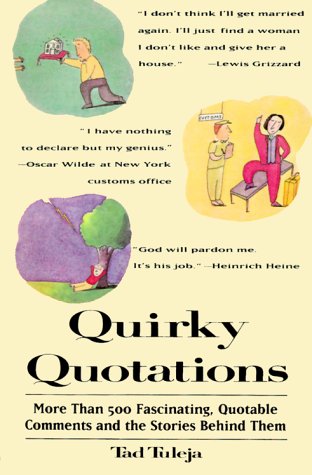 "I don't think I'll get married
again. I'll just find a woman
I don't like and give her a
house." —Lewis Grizzard
CUSTOMS
"I have nothing
to declare but my genius."
—Oscar Wilde at New York
customs office
"God will pardon me.
It's his job." —Heinrich Heine
Quirky
Quotations
More Than 500 Fascinating, Quotable
Comments and the Stories Behind Them
Tad Tuleja